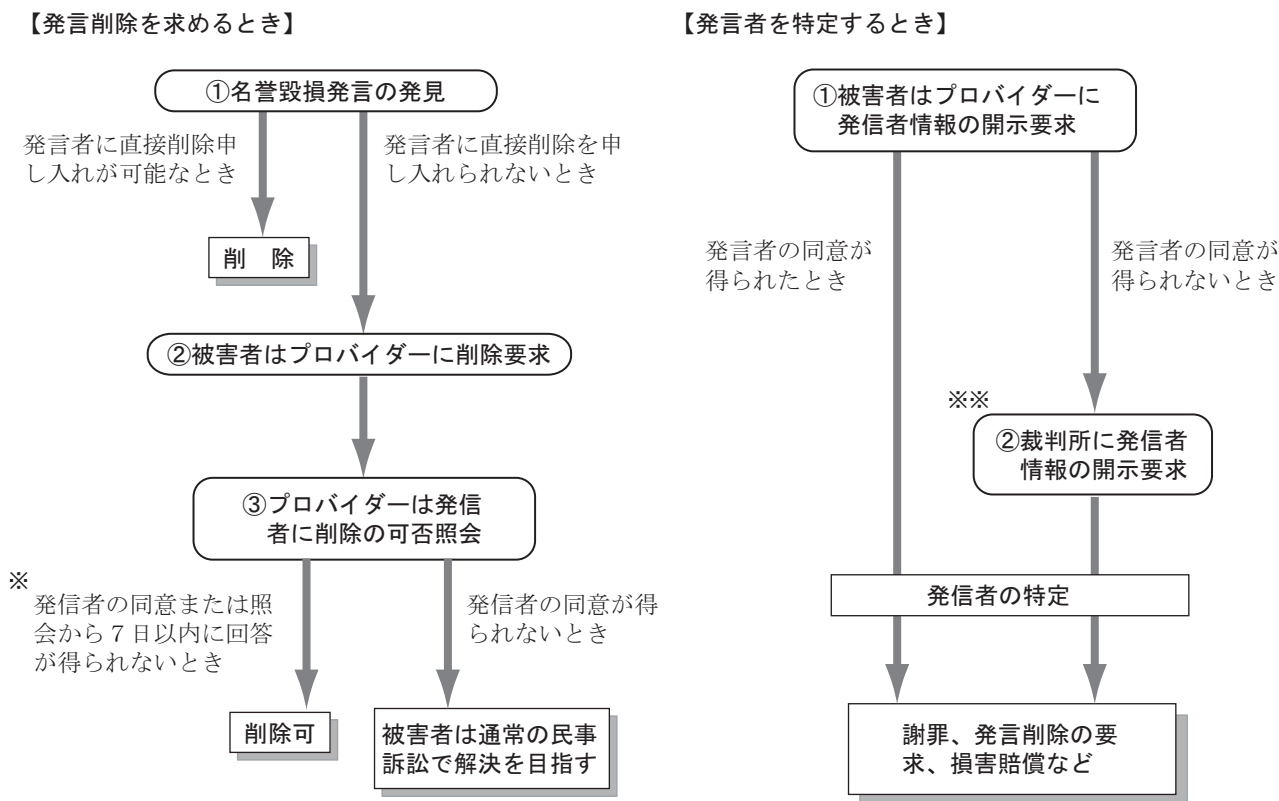 【発言削除を求めるとき】
①名誉毀損発言の発見
発言者に直接削除申
し入れが可能なとき
発言者に直接削除を申
し入れられないとき
削　除
②被害者はプロバイダーに削除要求
③プロバイダーは発信
者に削除の可否照会
※
発信者の同意または照
会から７日以内に回答
が得られないとき
発信者の同意が得
られないとき
削除可
被害者は通常の民事
訴訟で解決を目指す
【発言者を特定するとき】
①被害者はプロバイダーに
発信者情報の開示要求
発言者の同意が
得られたとき
発言者の同意が
得られないとき
※※
②裁判所に発信者
情報の開示要求
発信者の特定
謝罪、発言削除の要
求、損害賠償など